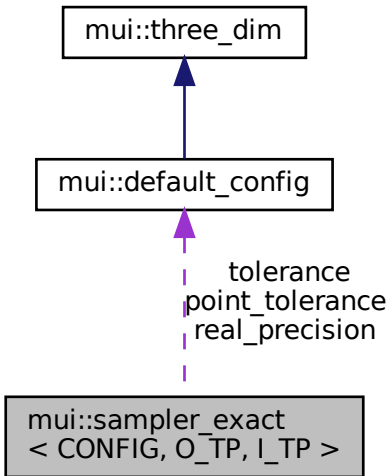 mui::three_dim
mui::default_config
tolerance
point_tolerance
real_precision
mui::sampler_exact
< CONFIG, O_TP, I_TP >